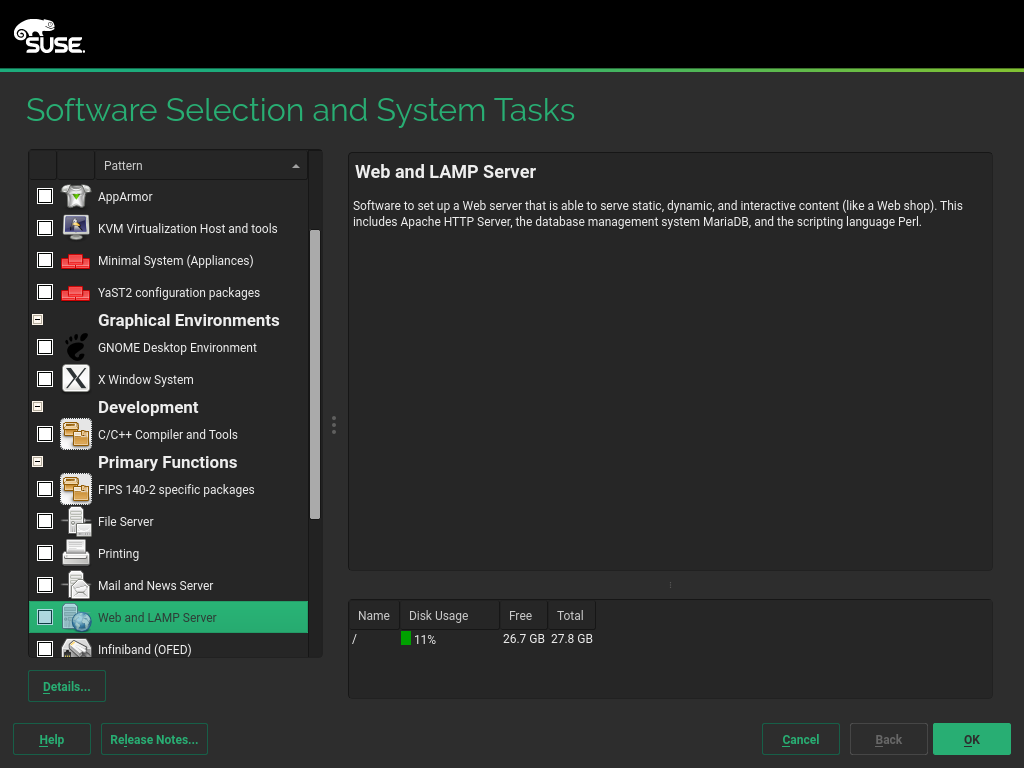 SUSE.
Software Selection and System Tasks
Pattern
AppArmor
KVM Virtualization Host and tools
Minimal System (Appliances)
YaST2 configuration packages
Graphical Environments
GNOME Desktop Environment
X Window System
Development
C/C++ Compiler and Tools
Primary Functions
FIPS 140-2 specific packages
File Server
Printing
Mail and News Server
Web and LAMP Server
Infiniband (OFED)
Details...
Web and LAMP Server
Software to set up a Web server that is able to serve static, dynamic, and interactive content (like a Web shop). This
includes Apache HTTP Server, the database management system MariaDB, and the scripting language Perl.
Name Disk Usage Free Total
/ 11% 26.7 GB 27.8 GB
Help Release Notes... Cancel Back OK